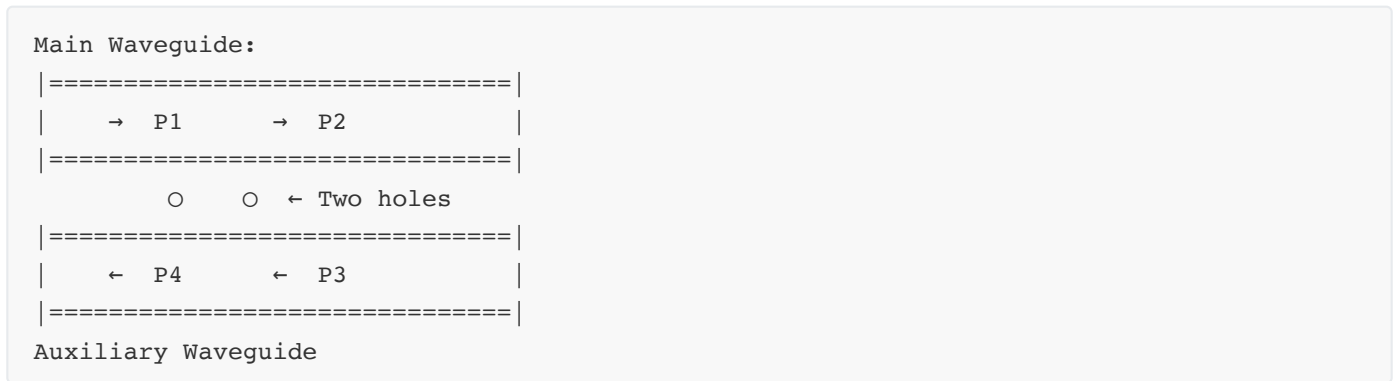 Main Waveguide:
|===============================|
|    →  P1       →  P2            |
|===============================|
○    ○  ← Two holes
|===============================|
|    ←  P4       ←  P3            |
|===============================|
Auxiliary Waveguide